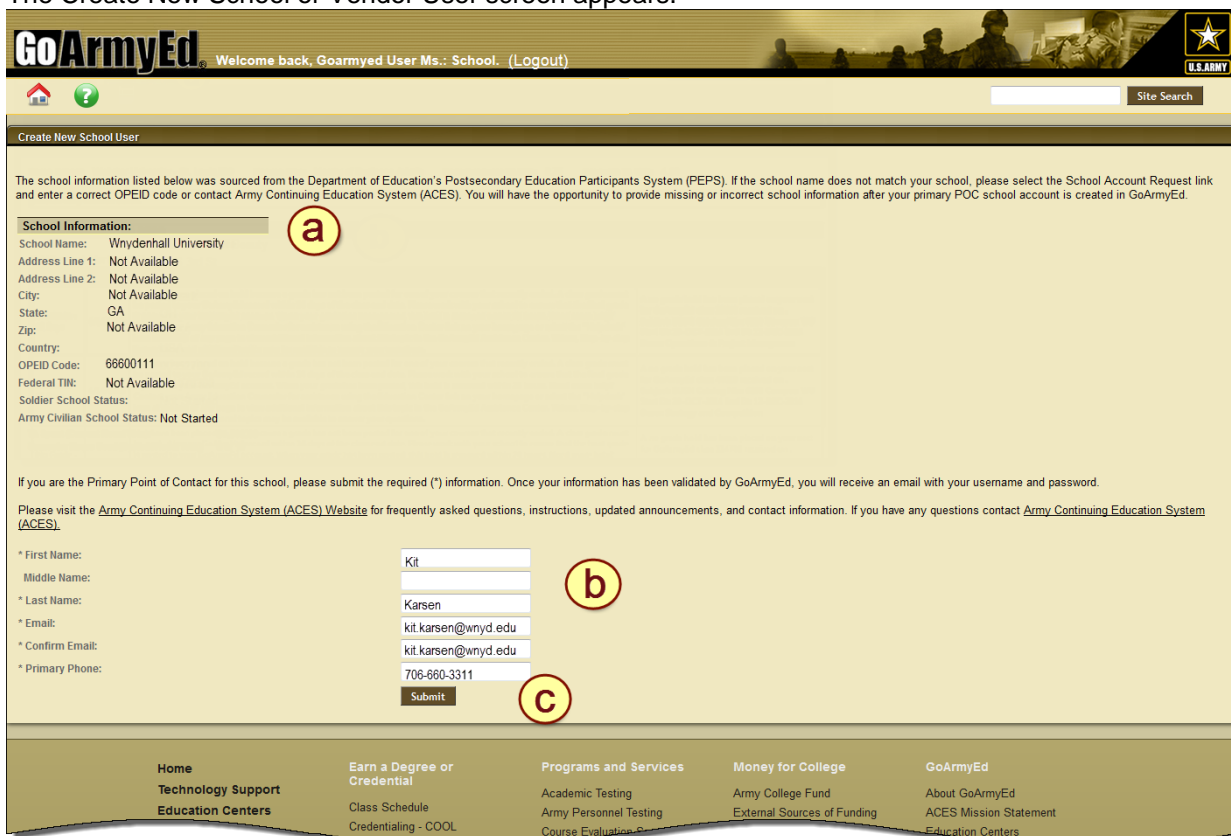 The Create New School or Vendor User screen appears.
GoArmyEd® Welcome back, Goarmyed User Ms.: School. (Logout)
U.S.ARMY
?
Site Search
Create New School User
The school information listed below was sourced from the Department of Education's Postsecondary Education Participants System (PEPS). If the school name does not match your school, please select the School Account Request link
and enter a correct OPEID code or contact Army Continuing Education System (ACES). You will have the opportunity to provide missing or incorrect school information after your primary POC school account is created in GoArmyEd.
School Information:
a
School Name: Wnydenhall University
Address Line 1: Not Available
Address Line 2: Not Available
City: Not Available
State: GA
Zip: Not Available
Country:
OPEID Code: 66600111
Federal TIN: Not Available
Soldier School Status:
Army Civilian School Status: Not Started
If you are the Primary Point of Contact for this school, please submit the required (*) information. Once your information has been validated by GoArmyEd, you will receive an email with your username and password.
Please visit the Army Continuing Education System (ACES) Website for frequently asked questions, instructions, updated announcements, and contact information. If you have any questions contact Army Continuing Education System
(ACES).
* First Name: Kit
Middle Name:
b
* Last Name: Karsen
* Email: kit.karsen@wnyd.edu
* Confirm Email: kit.karsen@wnyd.edu
* Primary Phone: 706-660-3311
Submit
c
Home
Technology Support
Education Centers
Earn a Degree or
Credential
Class Schedule
Credentialing - COOL
Programs and Services
Academic Testing
Army Personnel Testing
Course Evaluation
Money for College
Army College Fund
External Sources of Funding
GoArmyEd
About GoArmyEd
ACES Mission Statement
Education Centers